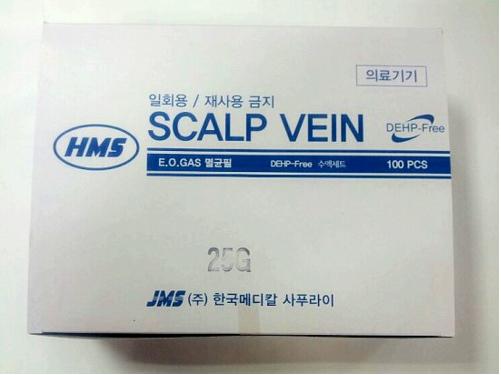 의료기기
일회용 / 재사용 금지
SCALP VEIN
DEHP-Free
HMS
E.O.GAS 멸균필 DEHP-Free 수액세트 100 PCS
25G
JMS (주) 한국메디칼 사푸라이